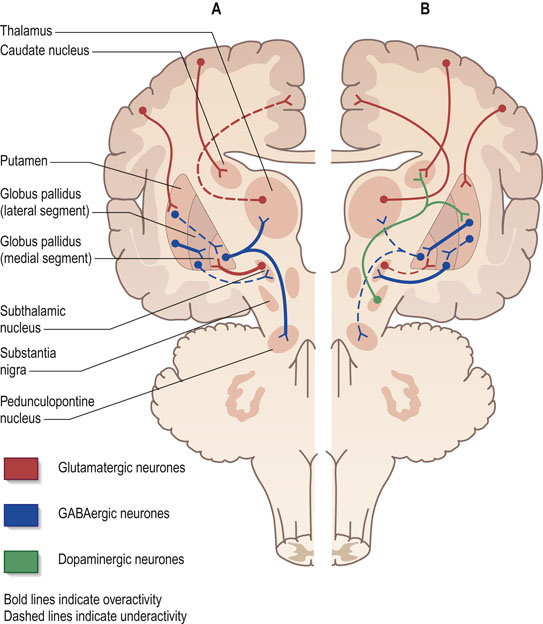 A
B
Thalamus
Caudate nucleus
Putamen
Globus pallidus
(lateral segment)
Globus pallidus
(medial segment)
Subthalamic
nucleus
Substantia
nigra
Pedunculopontine
nucleus
Glutamatergic neurones
GABAergic neurones
Dopaminergic neurones
Bold lines indicate overactivity
Dashed lines indicate underactivity